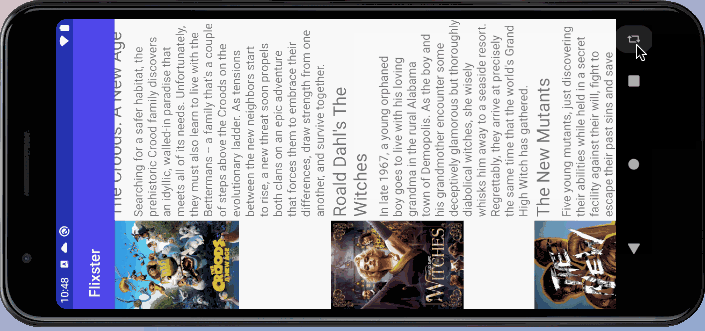 10:48
Flixster
The Croods: A New Age
Searching for a safer habitat, the
prehistoric Crood family discovers
an idyllic, walled-in paradise that
meets all of its needs. Unfortunately,
they must also learn to live with the
Bettermans -- a family that's a couple
of steps above the Croods on the
evolutionary ladder. As tensions
between the new neighbors start
to rise, a new threat soon propels
both clans on an epic adventure
that forces them to embrace their
differences, draw strength from one
another, and survive together.
THE CROODS
A NEW AGE
Roald Dahl's The
Witches
In late 1967, a young orphaned
boy goes to live with his loving
grandma in the rural Alabama
town of Demopolis. As the boy and
his grandmother encounter some
deceptively glamorous but thoroughly
diabolical witches, she wisely
whisks him away to a seaside resort.
Regrettably, they arrive at precisely
the same time that the world's Grand
High Witch has gathered.
WITCHES
The New Mutants
Five young mutants, just discovering
their abilities while held in a secret
facility against their will, fight to
escape their past sins and save